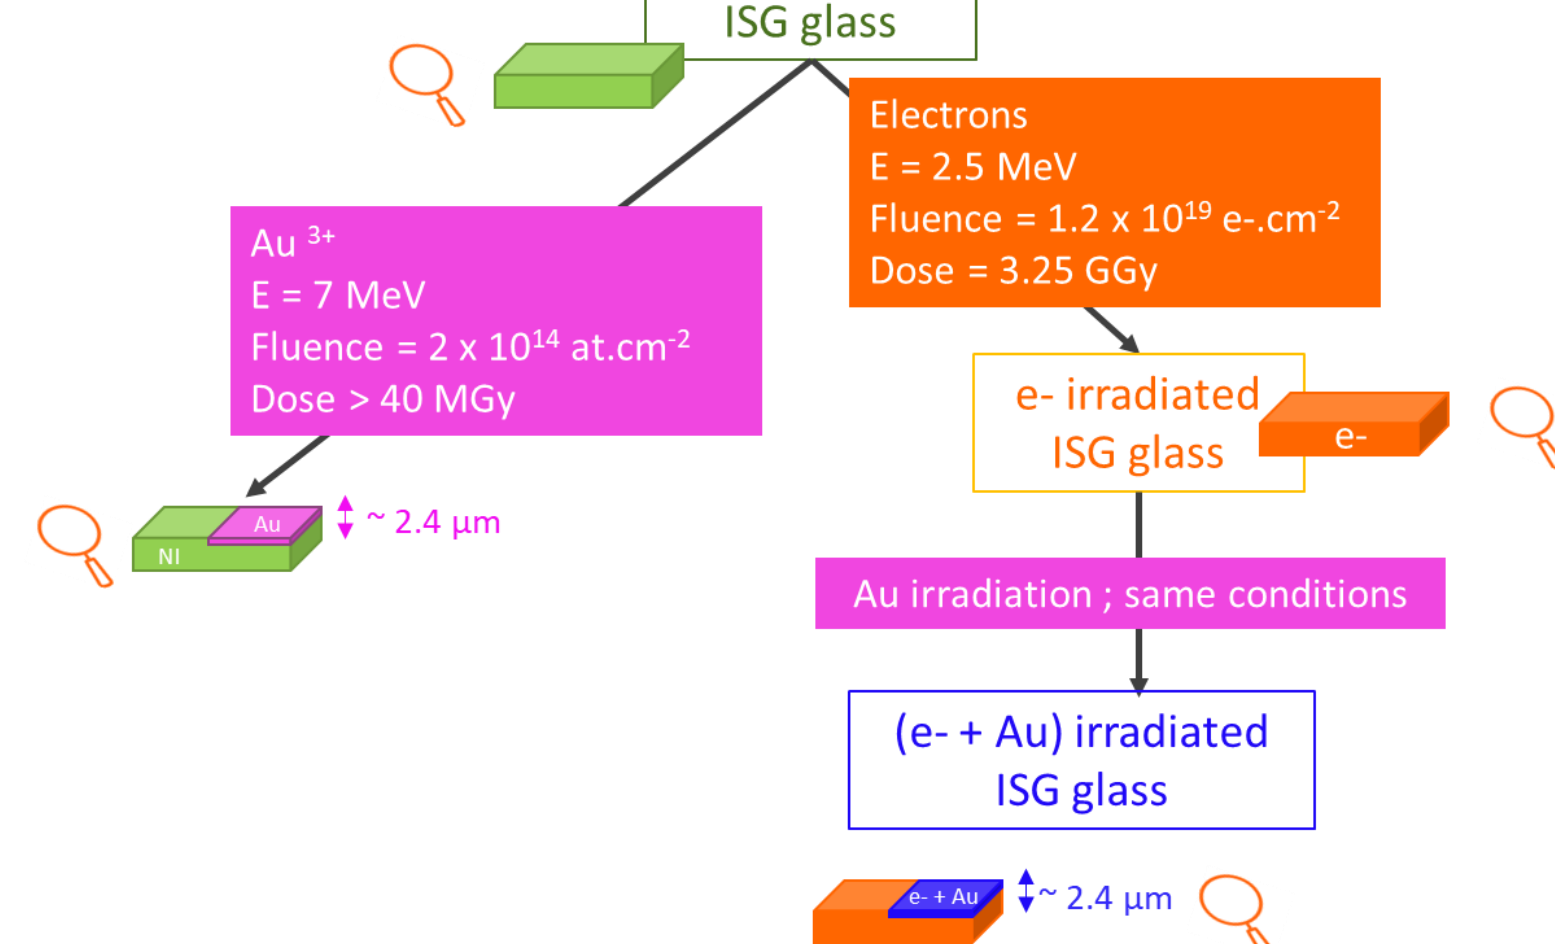 ISG glass
Electrons
E = 2.5 MeV
Fluence = 1.2 x 10¹⁹ e-.cm⁻²
Dose = 3.25 GGy
Au ³⁺
E = 7 MeV
Fluence = 2 x 10¹⁴ at.cm⁻²
Dose > 40 MGy
e- irradiated
ISG glass
e-
Au
NI
~ 2.4 µm
Au irradiation ; same conditions
(e- + Au) irradiated
ISG glass
e- + Au
~ 2.4 µm